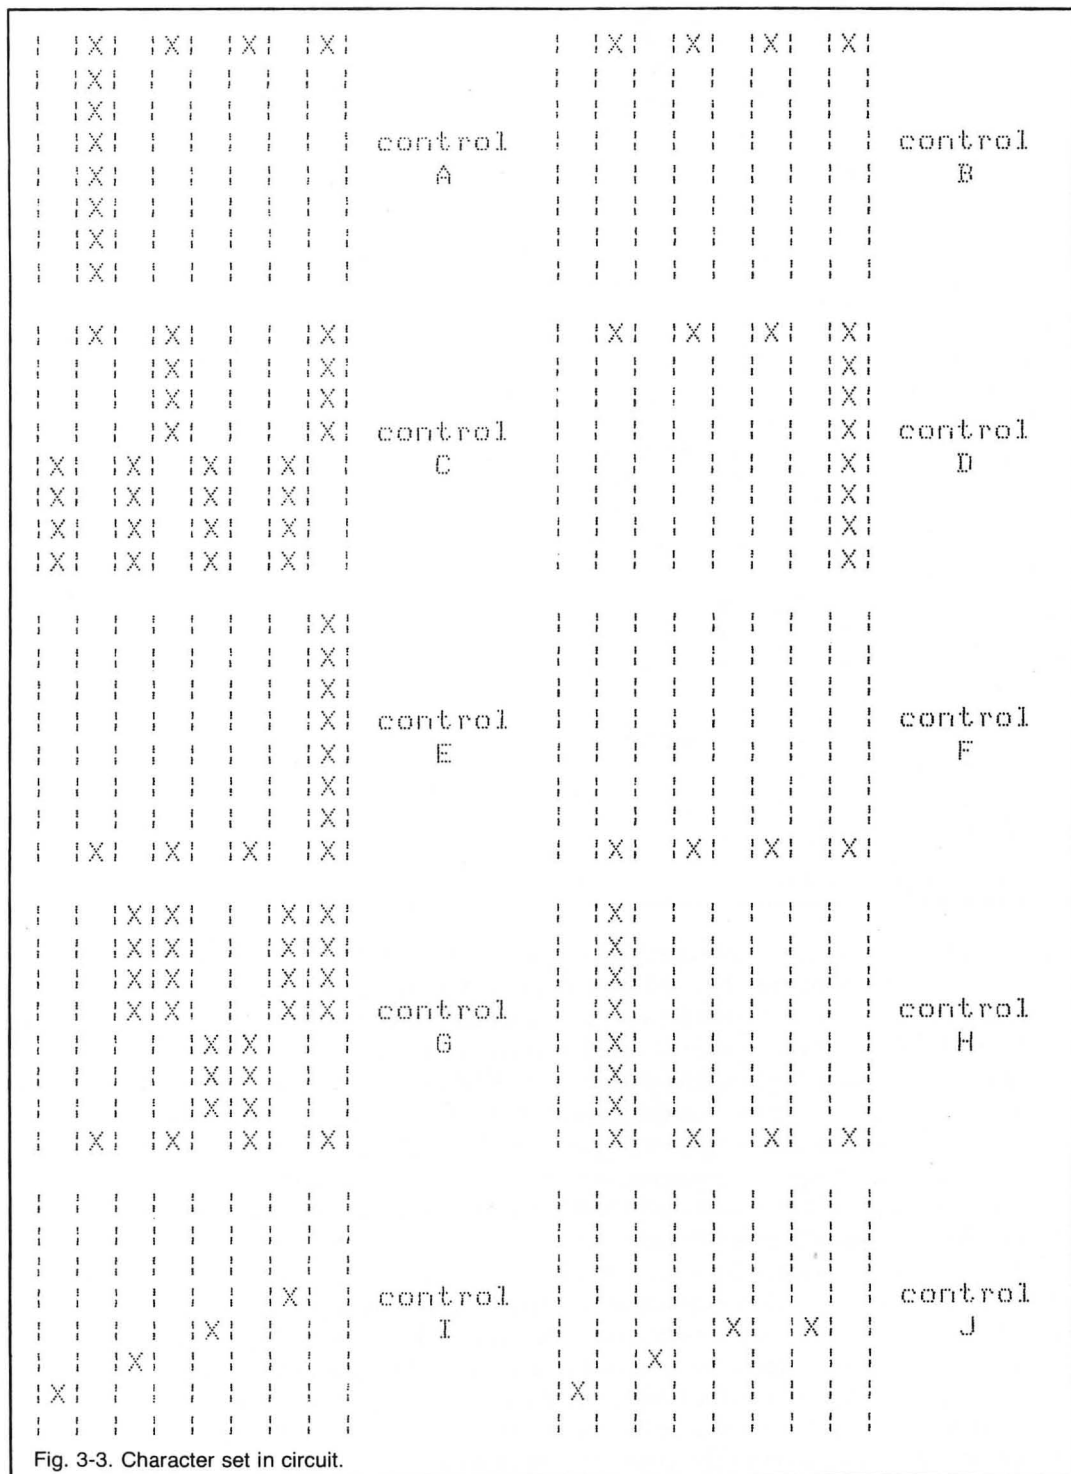 | |X| |X| |X| |X| | |X| |X| |X| |X|
| |X| | | | | | | | | | | | | | | |
| |X| | | | | | | | | | | | | | | |
| |X| | | | | | | control | | | | | | | | | control
| |X| | | | | | | A | | | | | | | | | B
| |X| | | | | | | | | | | | | | | |
| |X| | | | | | | | | | | | | | | |
| |X| | | | | | | | | | | | | | | |
| |X| |X| | | |X| | |X| |X| |X| |X|
| | | |X| | | |X| | | | | | | | |X|
| | | |X| | | |X| | | | | | | | |X|
| | | |X| | | |X| control | | | | | | | |X| control
|X| |X| |X| |X| | C | | | | | | | |X| D
|X| |X| |X| |X| | | | | | | | | |X|
|X| |X| |X| |X| | | | | | | | | |X|
|X| |X| |X| |X| | | | | | | | | |X|
| | | | | | | |X| | | | | | | | | |
| | | | | | | |X| | | | | | | | | |
| | | | | | | |X| | | | | | | | | |
| | | | | | | |X| control | | | | | | | | | control
| | | | | | | |X| E | | | | | | | | | F
| | | | | | | |X| | | | | | | | | |
| | | | | | | |X| | | | | | | | | |
| |X| |X| |X| |X| | |X| |X| |X| |X|
| | |X|X| | |X|X| | |X| | | | | | |
| | |X|X| | |X|X| | |X| | | | | | |
| | |X|X| | |X|X| | |X| | | | | | |
| | |X|X| | |X|X| control | |X| | | | | | | control
| | | | |X|X| | | G | |X| | | | | | | H
| | | | |X|X| | | | |X| | | | | | |
| | | | |X|X| | | | |X| | | | | | |
| |X| |X| |X| |X| | |X| |X| |X| |X|
| | | | | | | | | | | | | | | | | |
| | | | | | | | | | | | | | | | | |
| | | | | | | | | | | | | | | | | |
| | | | | | |X| | control | | | | | | | | | control
| | | | |X| | | | I | | | | |X| |X| | J
| | |X| | | | | | | | |X| | | | | |
|X| | | | | | | | |X| | | | | | | |
| | | | | | | | | | | | | | | | | |
Fig. 3-3. Character set in circuit.